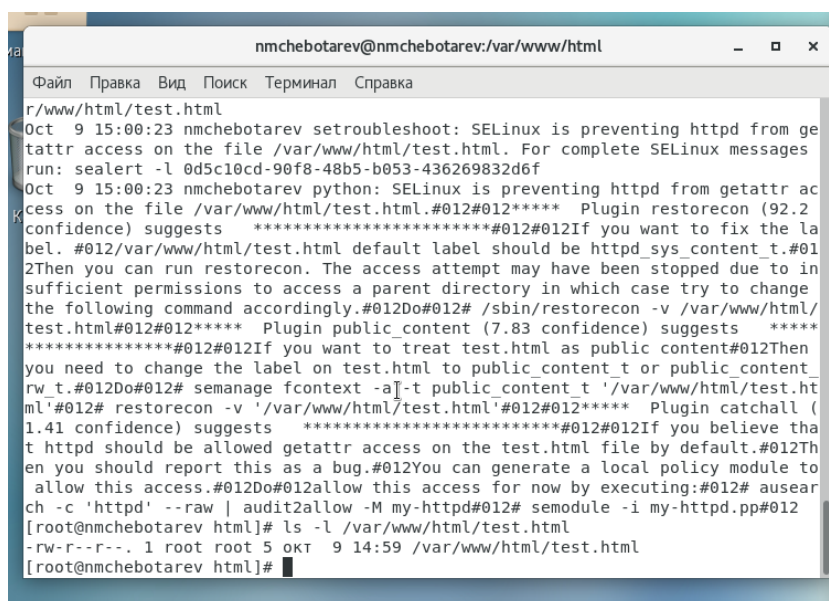 nmchebotarev@nmchebotarev:/var/www/html
Файл Правка Вид Поиск Терминал Справка
r/www/html/test.html
Oct  9 15:00:23 nmchebotarev setroubleshoot: SELinux is preventing httpd from ge
tattr access on the file /var/www/html/test.html. For complete SELinux messages
run: sealert -l 0d5c10cd-90f8-48b5-b053-436269832d6f
Oct  9 15:00:23 nmchebotarev python: SELinux is preventing httpd from getattr ac
cess on the file /var/www/html/test.html.#012#012*****  Plugin restorecon (92.2
confidence) suggests   ************************#012#012If you want to fix the la
bel. #012/var/www/html/test.html default label should be httpd_sys_content_t.#01
2Then you can run restorecon. The access attempt may have been stopped due to in
sufficient permissions to access a parent directory in which case try to change
the following command accordingly.#012Do#012# /sbin/restorecon -v /var/www/html/
test.html#012#012*****  Plugin public_content (7.83 confidence) suggests   *****
***************#012#012If you want to treat test.html as public content#012Then
you need to change the label on test.html to public_content_t or public_content_
rw_t.#012Do#012# semanage fcontext -a -t public_content_t '/var/www/html/test.ht
ml'#012# restorecon -v '/var/www/html/test.html'#012#012*****  Plugin catchall (
1.41 confidence) suggests   **************************#012#012If you believe tha
t httpd should be allowed getattr access on the test.html file by default.#012Th
en you should report this as a bug.#012You can generate a local policy module to
 allow this access.#012Do#012allow this access for now by executing:#012# ausear
ch -c 'httpd' --raw | audit2allow -M my-httpd#012# semodule -i my-httpd.pp#012
[root@nmchebotarev html]# ls -l /var/www/html/test.html
-rw-r--r--. 1 root root 5 окт  9 14:59 /var/www/html/test.html
[root@nmchebotarev html]#